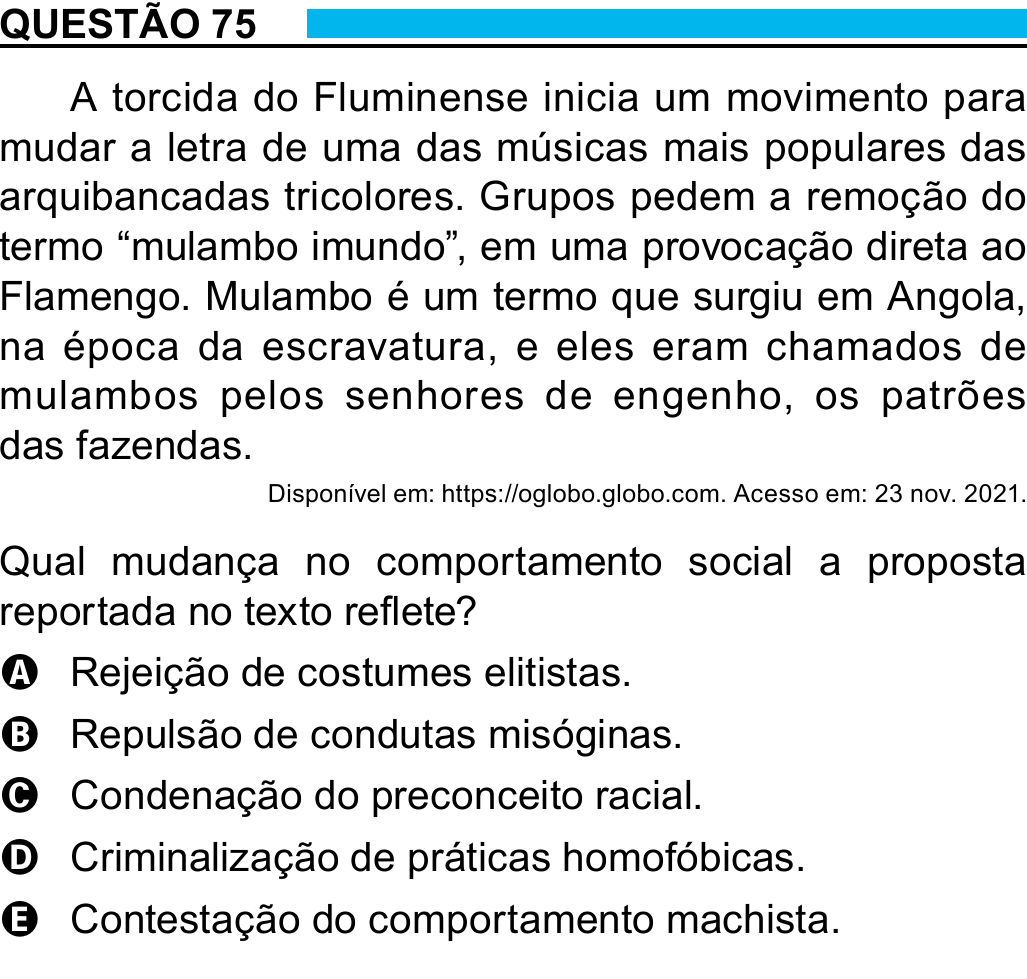 QUESTÃO 75
A torcida do Fluminense inicia um movimento para
mudar a letra de uma das músicas mais populares das
arquibancadas tricolores. Grupos pedem a remoção do
termo “mulambo imundo”, em uma provocação direta ao
Flamengo. Mulambo é um termo que surgiu em Angola,
na época da escravatura, e eles eram chamados de
mulambos pelos senhores de engenho, os patrões
das fazendas.
Disponível em: https://oglobo.globo.com. Acesso em: 23 nov. 2021.
Qual mudança no comportamento social a proposta
reportada no texto reflete?
A Rejeição de costumes elitistas.
B Repulsão de condutas misóginas.
C Condenação do preconceito racial.
D Criminalização de práticas homofóbicas.
E Contestação do comportamento machista.